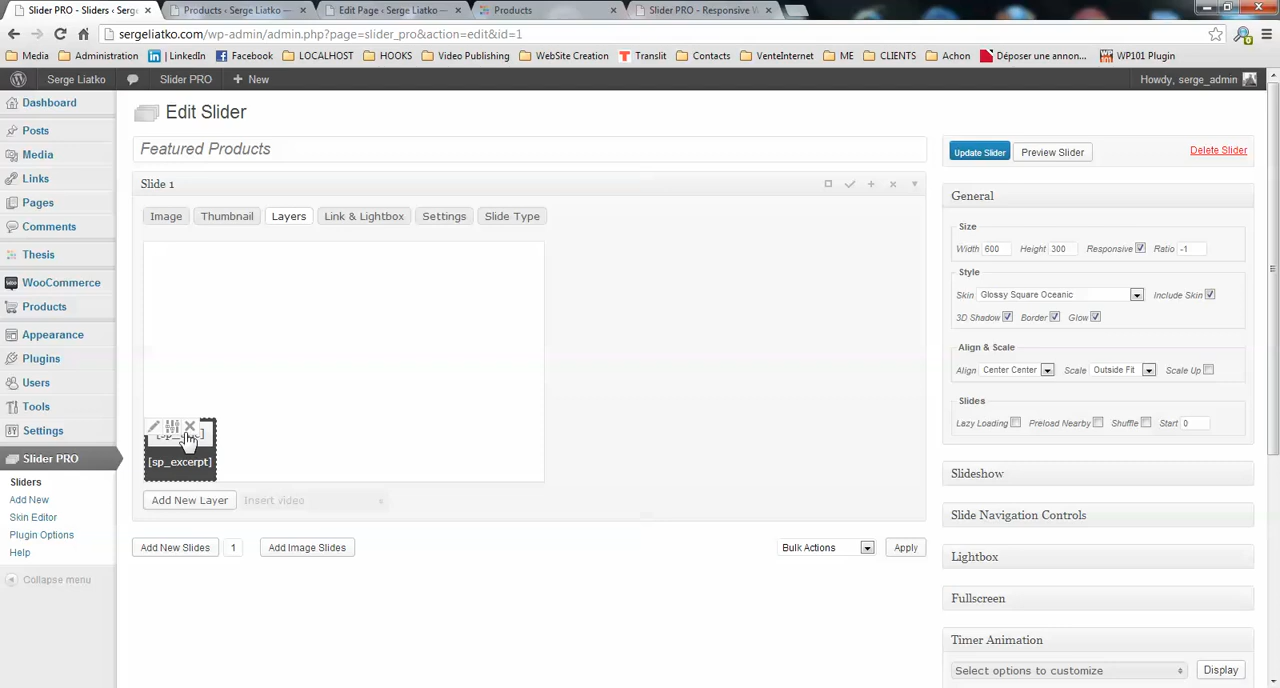 Slider PRO - Sliders ‹ Serg
Products ‹ Serge Liatko —
Edit Page ‹ Serge Liatko —
Products
Slider PRO - Responsive W
sergeliatko.com/wp-admin/admin.php?page=slider_pro&action=edit&id=1
Media
Administration
LinkedIn
Facebook
LOCALHOST
HOOKS
Video Publishing
WebSite Creation
Translit
Contacts
VenteInternet
ME
CLIENTS
Achon
Déposer une annon...
WP101 Plugin
Serge Liatko
Slider PRO
+ New
Howdy, serge_admin
Dashboard
Posts
Media
Links
Pages
Comments
Thesis
WooCommerce
Products
Appearance
Plugins
Users
Tools
Settings
Slider PRO
Sliders
Add New
Skin Editor
Plugin Options
Help
Collapse menu
Edit Slider
Featured Products
Slide 1
Image
Thumbnail
Layers
Link & Lightbox
Settings
Slide Type
[sp_excerpt]
Add New Layer
Insert video
Add New Slides
1
Add Image Slides
Bulk Actions
Apply
Update Slider
Preview Slider
Delete Slider
General
Size
Width 600 Height 300 Responsive Ratio -1
Style
Skin Glossy Square Oceanic Include Skin
3D Shadow Border Glow
Align & Scale
Align Center Center Scale Outside Fit Scale Up
Slides
Lazy Loading Preload Nearby Shuffle Start 0
Slideshow
Slide Navigation Controls
Lightbox
Fullscreen
Timer Animation
Select options to customize
Display